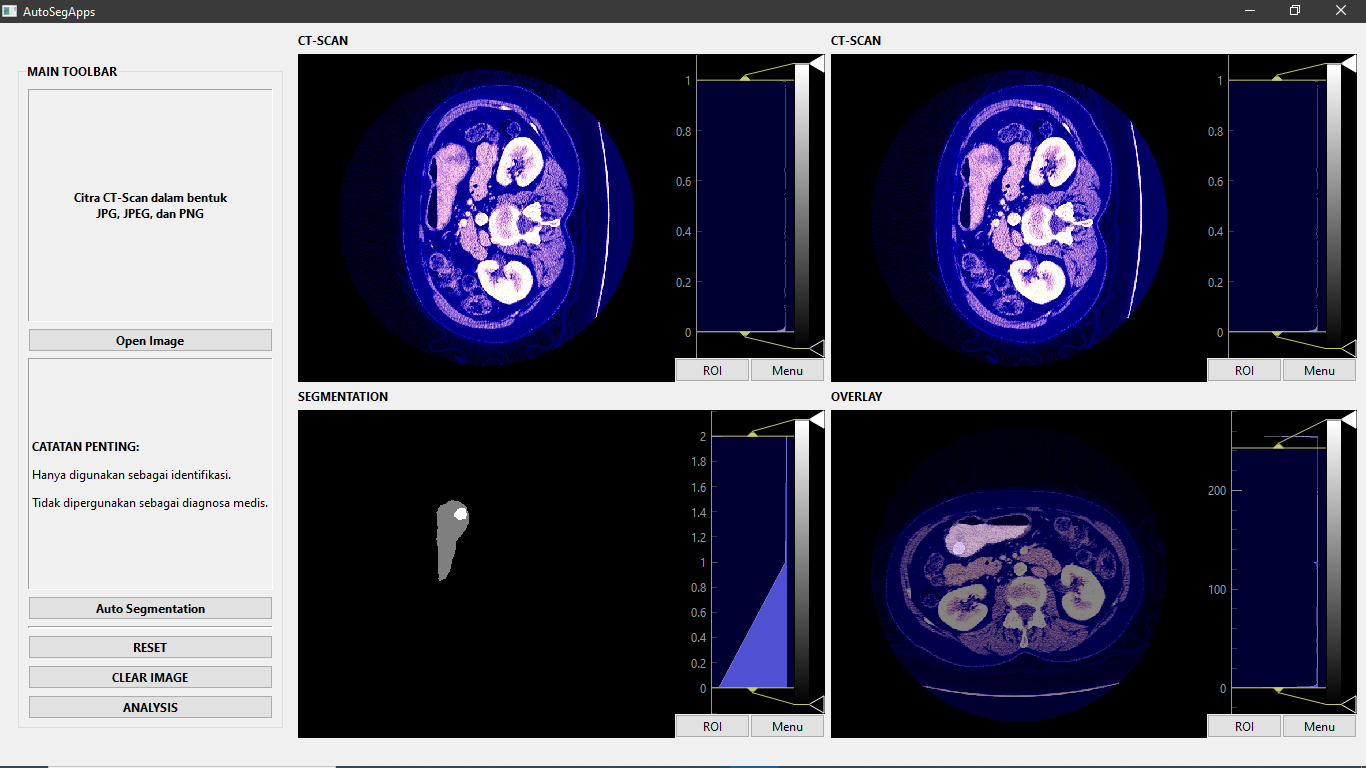 AutoSegApps
MAIN TOOLBAR
Citra CT-Scan dalam bentuk
JPG, JPEG, dan PNG
Open Image
CATATAN PENTING:
Hanya digunakan sebagai identifikasi.
Tidak dipergunakan sebagai diagnosa medis.
Auto Segmentation
RESET
CLEAR IMAGE
ANALYSIS
CT-SCAN
1
0.8
0.6
0.4
0.2
0
ROI Menu
CT-SCAN
1
0.8
0.6
0.4
0.2
0
ROI Menu
SEGMENTATION
2
1.8
1.6
1.4
1.2
1
0.8
0.6
0.4
0.2
0
ROI Menu
OVERLAY
200
100
0
ROI Menu